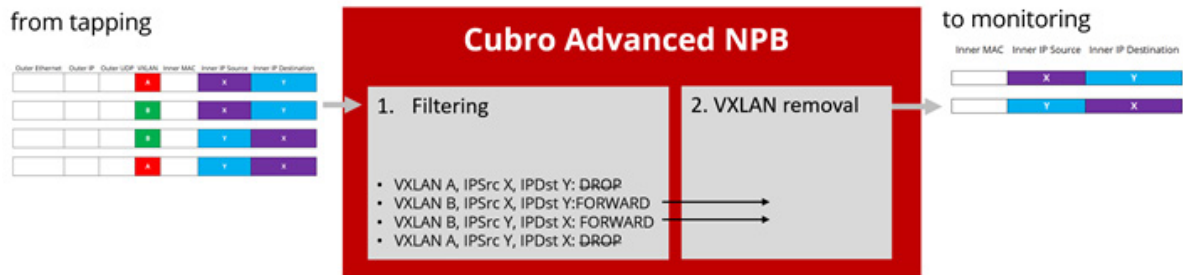 from tapping
Outer Ethernet Outer IP Outer UDP VXLAN Inner MAC Inner IP Source Inner IP Destination
A X Y
B X Y
B Y X
A Y X
Cubro Advanced NPB
1. Filtering
• VXLAN A, IPSrc X, IPDst Y: DROP
• VXLAN B, IPSrc X, IPDst Y:FORWARD
• VXLAN B, IPSrc Y, IPDst X: FORWARD
• VXLAN A, IPSrc Y, IPDst X: DROP
2. VXLAN removal
to monitoring
Inner MAC Inner IP Source Inner IP Destination
X Y
Y X